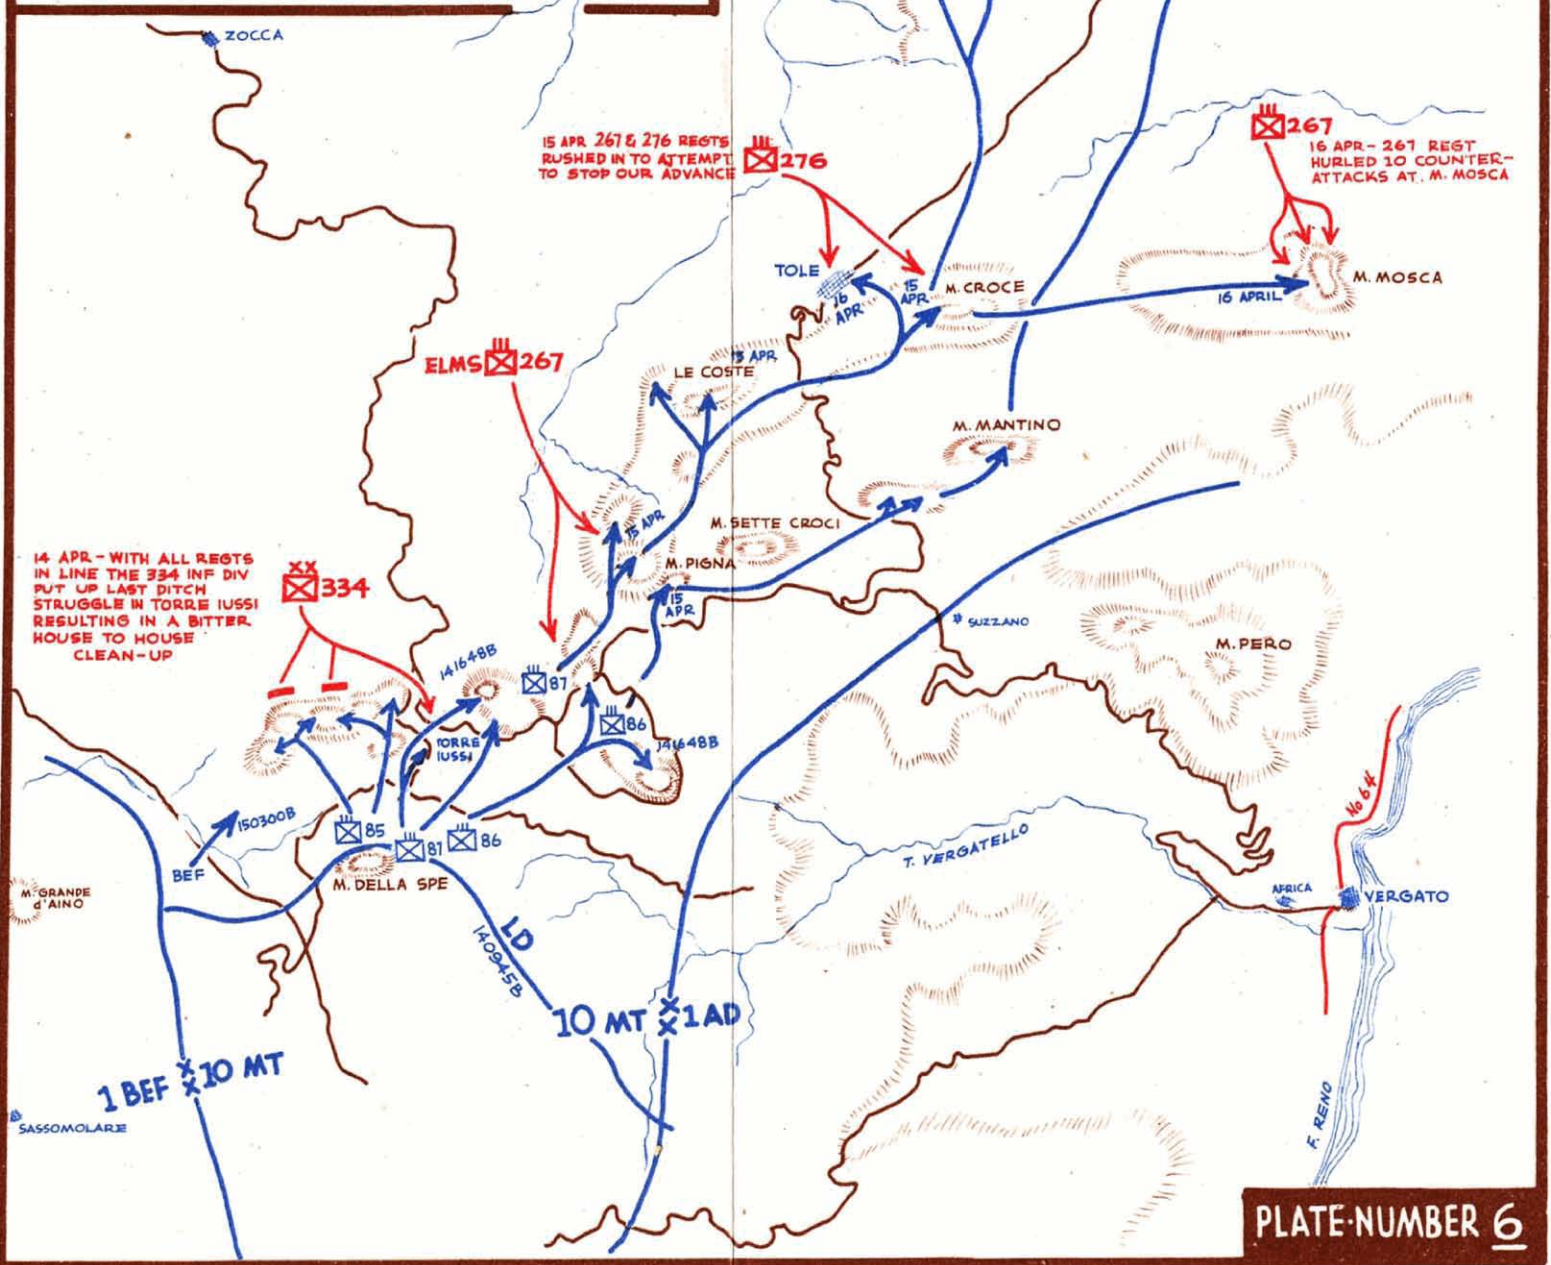 ZOCCA
15 APR 267 & 276 REGTS
RUSHED IN TO ATTEMPT
TO STOP OUR ADVANCE
276
267
16 APR - 267 REGT
HURLED 10 COUNTER-
ATTACKS AT. M. MOSCA
TOLE
16
APR
15
APR
M. CROCE
16 APRIL
M. MOSCA
ELMS 267
15 APR
LE COSTE
M. MANTINO
15 APR
M. SETTE CROCI
M. PIGNA
15
APR
14 APR - WITH ALL REGTS
IN LINE THE 334 INF DIV
PUT UP LAST DITCH
STRUGGLE IN TORRE IUSSI
RESULTING IN A BITTER
HOUSE TO HOUSE
CLEAN-UP
334
SUZZANO
M. PERO
141648B
87
86
141648B
TORRE
IUSSI
No 64
150300B
BEF
85
87
86
M. DELLA SPE
M. GRANDE
d'AINO
T. VERGATELLO
AFRICA
VERGATO
LD
140945B
10 MT 1 AD
1 BEF 10 MT
SASSOMOLARE
F. RENO
PLATE·NUMBER 6